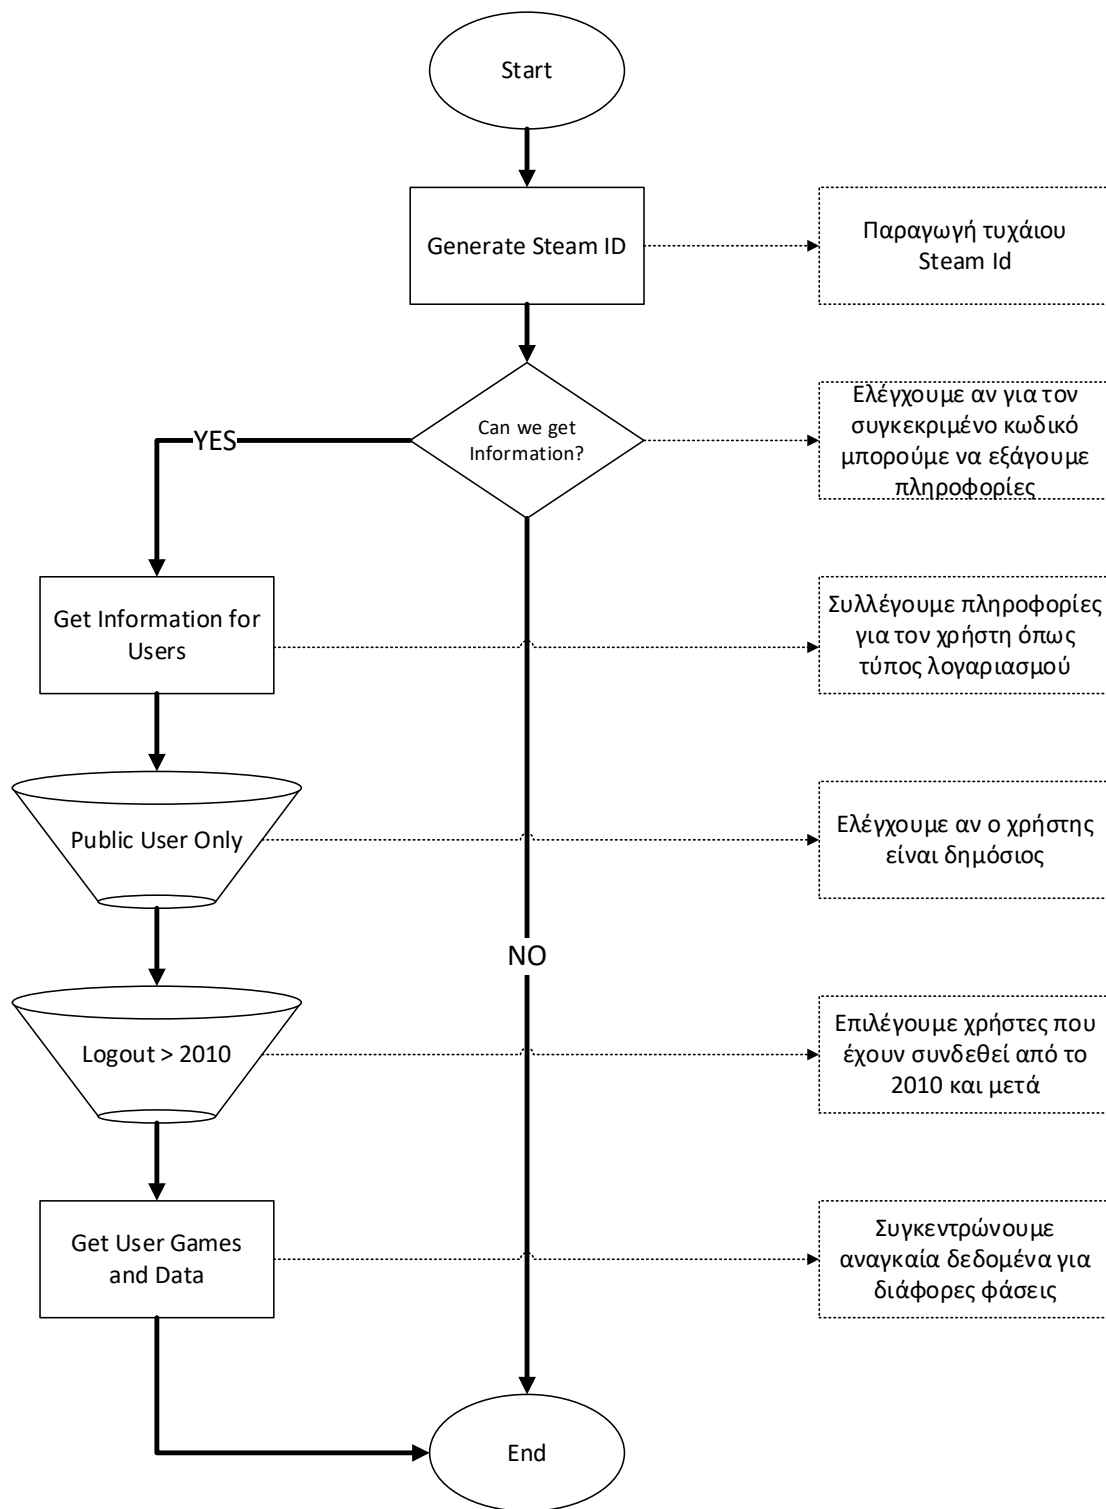 Start
Generate Steam ID
Παραγωγή τυχάιου
Steam Id
Can we get
Information?
Ελέγχουμε αν για τον
συγκεκριμένο κωδικό
μπορούμε να εξάγουμε
πληροφορίες
YES
Get Information for
Users
Συλλέγουμε πληροφορίες
για τον χρήστη όπως
τύπος λογαριασμού
Public User Only
Ελέγχουμε αν ο χρήστης
είναι δημόσιος
NO
Logout > 2010
Επιλέγουμε χρήστες που
έχουν συνδεθεί από το
2010 και μετά
Get User Games
and Data
Συγκεντρώνουμε
αναγκαία δεδομένα για
διάφορες φάσεις
End